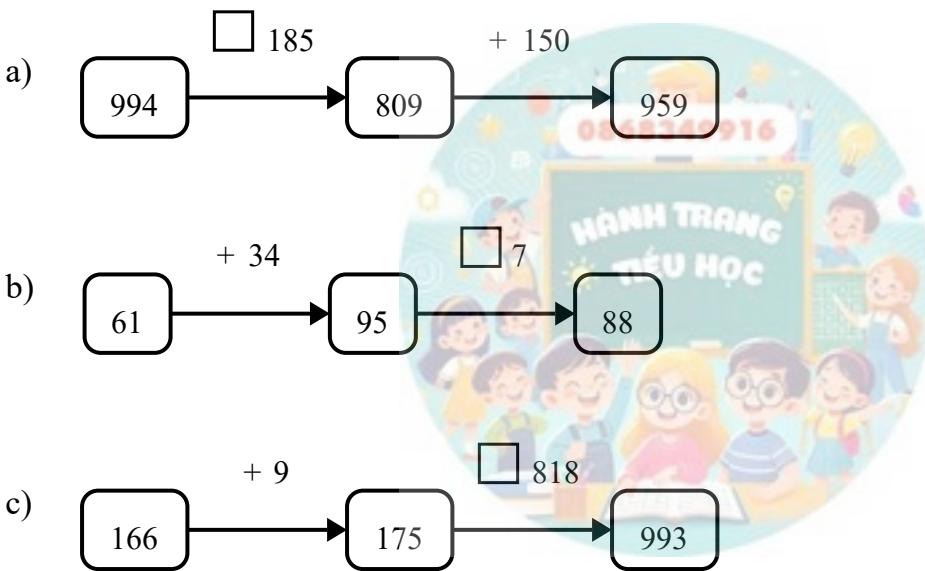 □ 185 + 150
a) 994 809 959
0868349916
HÀNH TRANG
TIỂU HỌC
+ 34 □ 7
b) 61 95 88
+ 9 □ 818
c) 166 175 993